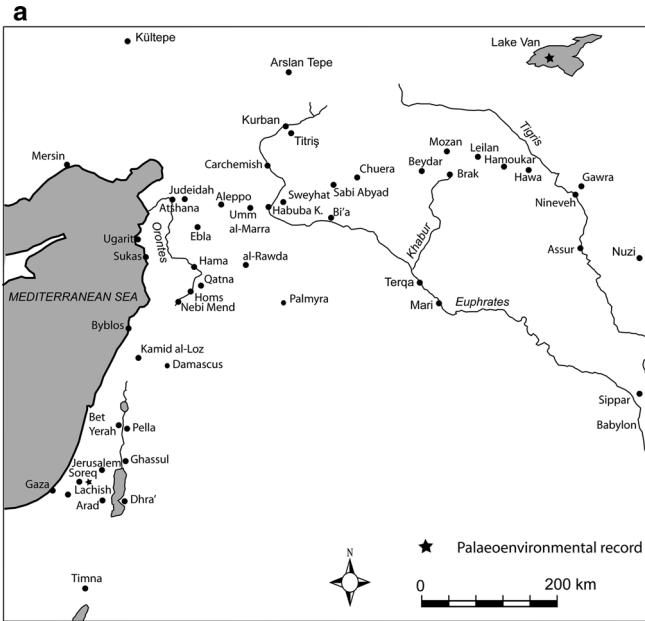 a
Kültepe
Lake Van
Arslan Tepe
Kurban
Titriş
Tigris
Mersin
Carchemish
Chuera
Mozan
Leilan
Hamoukar
Beydar
Brak
Hawa
Gawra
Nineveh
Judeidah
Atshana
Aleppo
Umm
al-Marra
Sweyhat
Sabi Abyad
Habuba K.
Bi'a
Ugarit
Orontes
Ebla
Khabur
Assur
Nuzi
Sukas
Hama
al-Rawda
Qatna
Homs
Nebi Mend
Palmyra
Terqa
Mari
Euphrates
MEDITERRANEAN SEA
Byblos
Kamid al-Loz
Damascus
Sippar
Babylon
Bet
Yerah
Pella
Jerusalem
Ghassul
Soreq
Gaza
Lachish
Arad
Dhra'
Timna
N
Palaeoenvironmental record
0
200 km